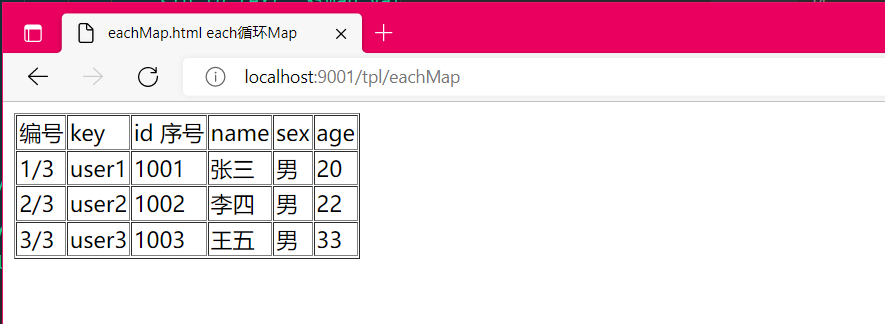 eachMap.html each循环Map
localhost:9001/tpl/eachMap
编号 key id 序号 name sex age
1/3 user1 1001 张三 男 20
2/3 user2 1002 李四 男 22
3/3 user3 1003 王五 男 33